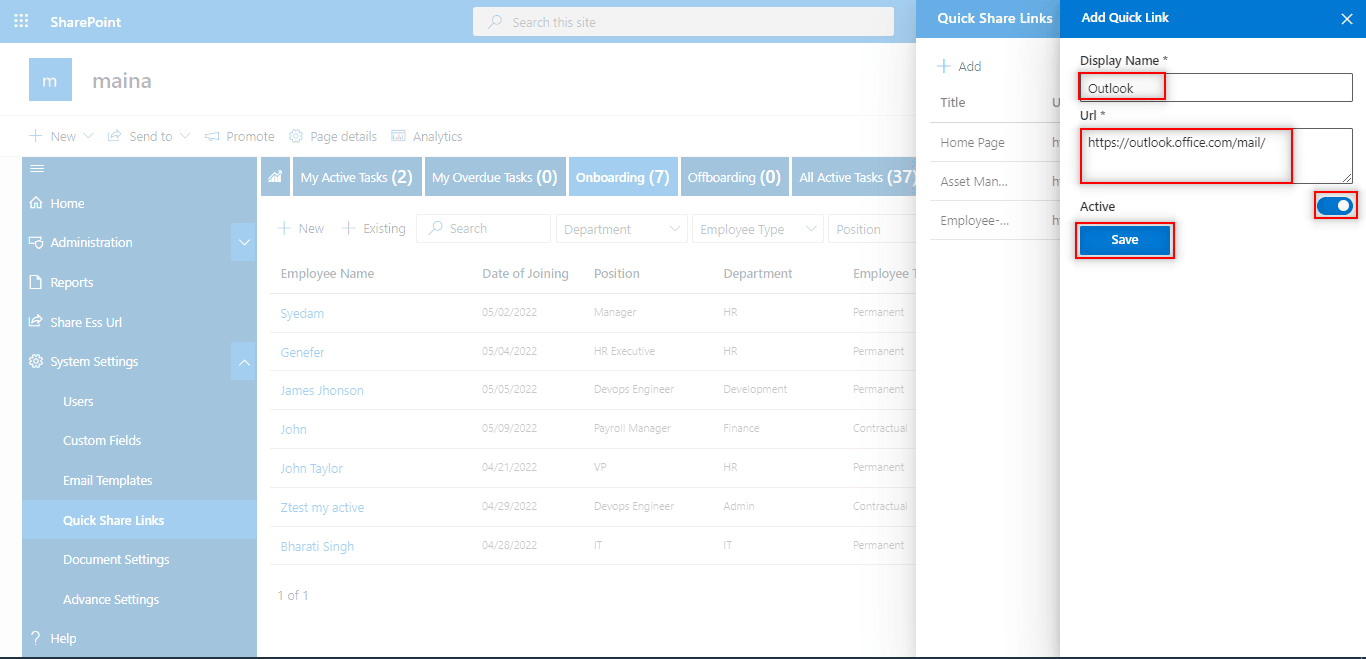 SharePoint
Search this site
Quick Share Links
Add Quick Link
m
maina
New
Send to
Promote
Page details
Analytics
Home
Administration
Reports
Share Ess Url
System Settings
Users
Custom Fields
Email Templates
Quick Share Links
Document Settings
Advance Settings
Help
My Active Tasks (2)
My Overdue Tasks (0)
Onboarding (7)
Offboarding (0)
All Active Tasks (37)
New
Existing
Search
Department
Employee Type
Position
Employee Name Date of Joining Position Department Employee T
Syedam 05/02/2022 Manager HR Permanent
Genefer 05/04/2022 HR Executive HR Permanent
James Jhonson 05/05/2022 Devops Engineer Development Permanent
John 05/09/2022 Payroll Manager Finance Contractual
John Taylor 04/21/2022 VP HR Permanent
Ztest my active 04/29/2022 Devops Engineer Admin Contractual
Bharati Singh 04/28/2022 IT IT Permanent
1 of 1
Add
Title U
Home Page
Asset Man...
Employee-...
Display Name *
Outlook
Url *
https://outlook.office.com/mail/
Active
Save